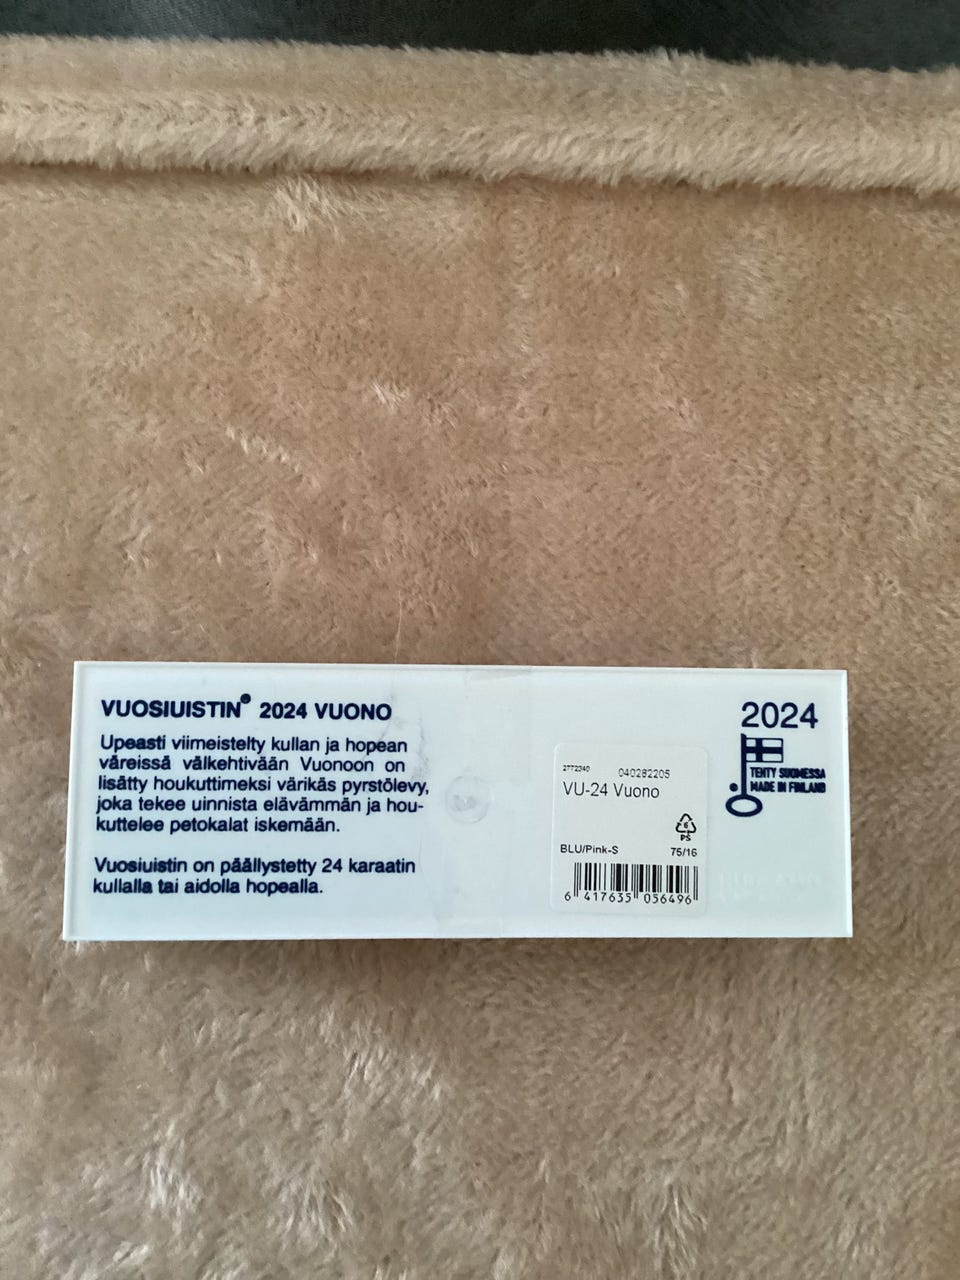 VUOSIUISTIN® 2024 VUONO
Upeasti viimeistelty kullan ja hopean
väreissä välkehtivään Vuonoon on
lisätty houkuttimeksi värikäs pyrstölevy,
joka tekee uinnista elävämmän ja hou-
kuttelee petokalat iskemään.
Vuosiuistin on päällystetty 24 karaatin
kullalla tai aidolla hopealla.
2772340 040282205
VU-24 Vuono
6
PS
BLU/Pink-S 75/16
6 417635 056496
2024
TEHTY SUOMESSA
MADE IN FINLAND